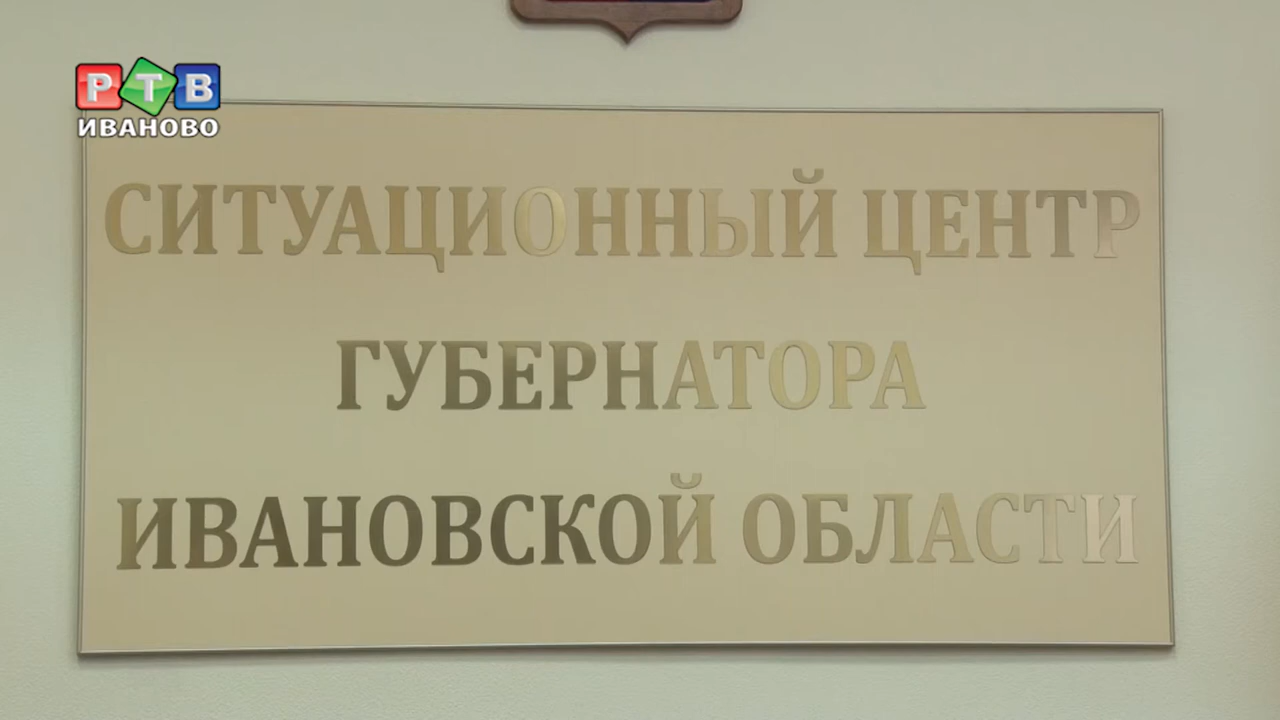 РТВ
ИВАНОВО
СИТУАЦИОННЫЙ ЦЕНТР
ГУБЕРНАТОРА
ИВАНОВСКОЙ ОБЛАСТИ